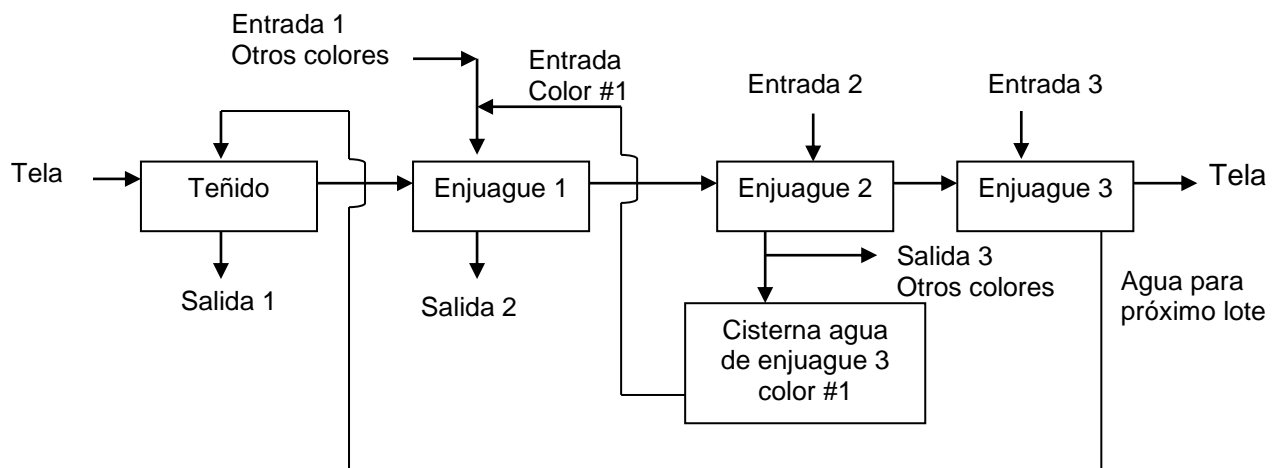 Entrada 1
Otros colores
Entrada
Color #1
Entrada 2
Entrada 3
Tela
Teñido
Enjuague 1
Enjuague 2
Enjuague 3
Tela
Salida 1
Salida 2
Salida 3
Otros colores
Agua para
próximo lote
Cisterna agua
de enjuague 3
color #1